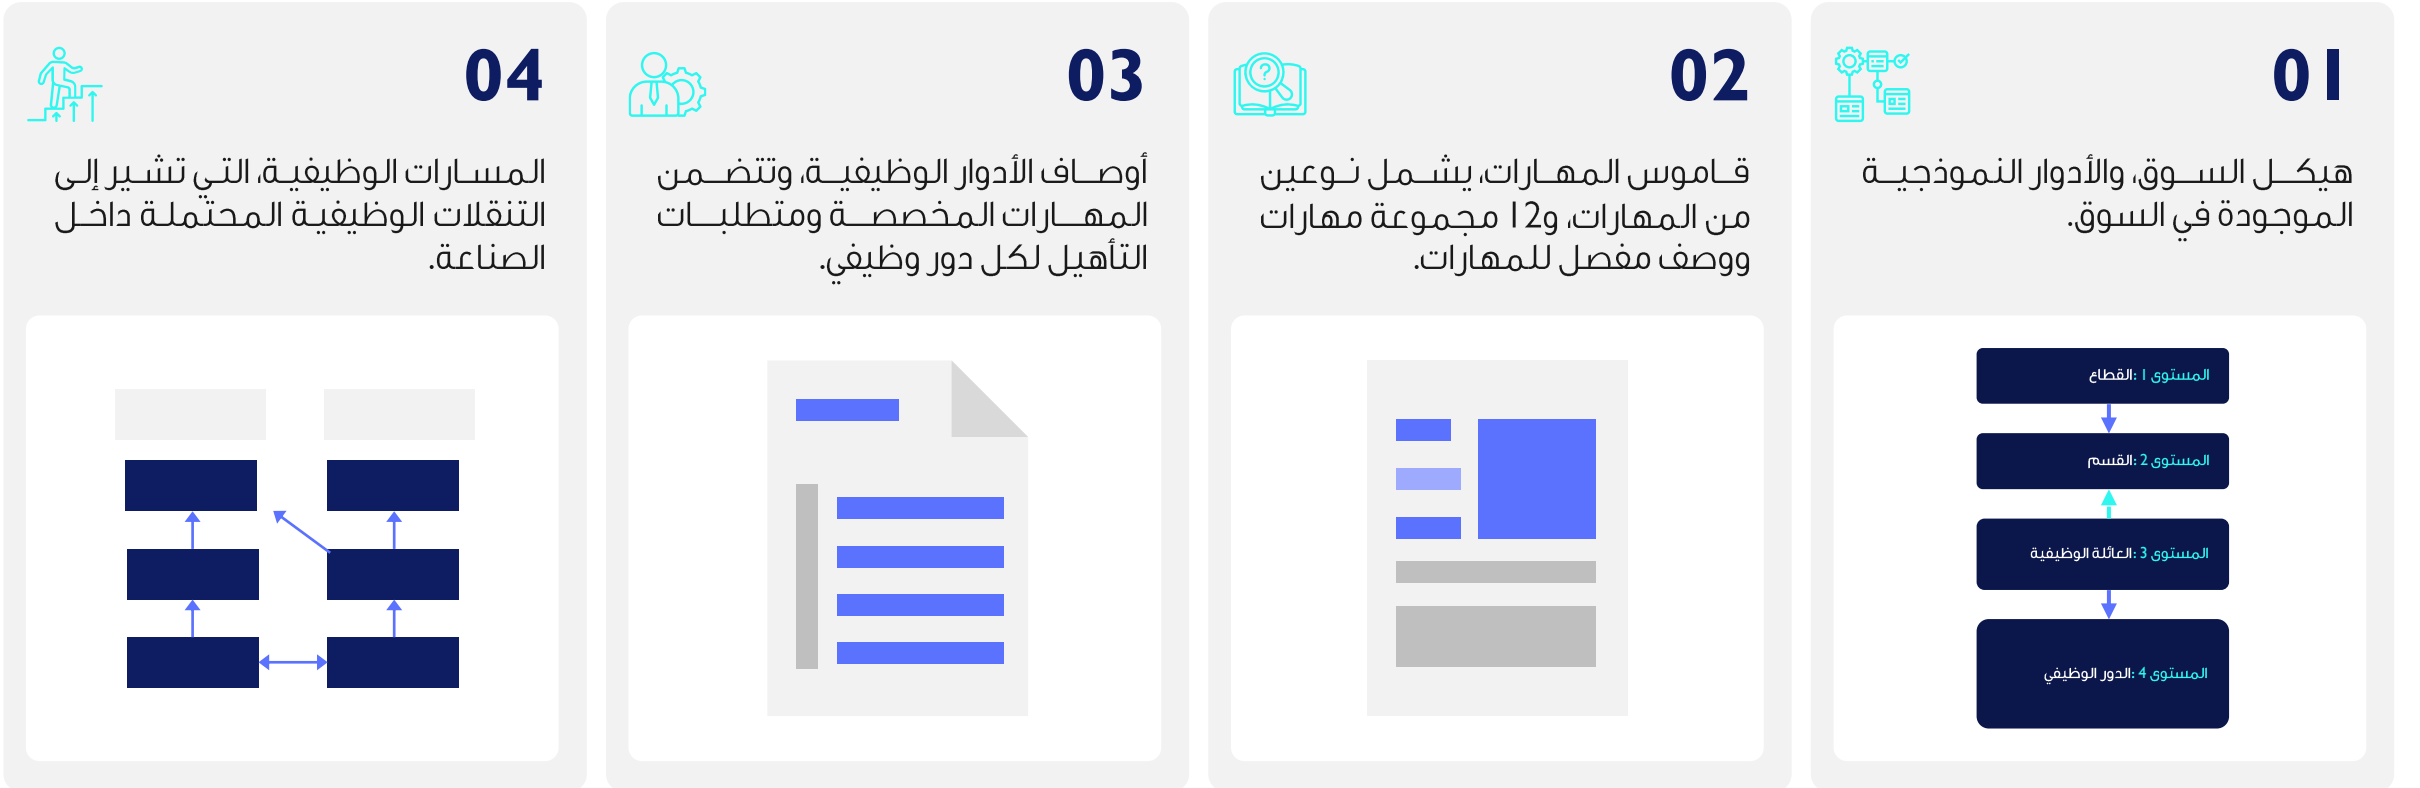 01
هيكل السوق، والأدوار النموذجية
الموجودة في السوق.
المستوى 1 :القطاع
المستوى 2 :القسم
المستوى 3 :العائلة الوظيفية
المستوى 4 :الدور الوظيفي
02
قاموس المهارات، يشمل نوعين
من المهارات، و12 مجموعة مهارات
ووصف مفصل للمهارات.
?
03
أوصاف الأدوار الوظيفية، وتتضمن
المهارات المخصصة ومتطلبات
التأهيل لكل دور وظيفي.
04
المسارات الوظيفية، التي تشير إلى
التنقلات الوظيفية المحتملة داخل
الصناعة.